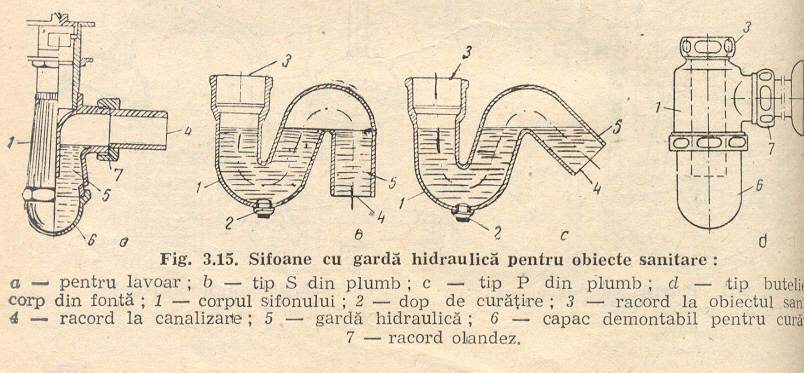 3
3
3
1
4
7
5
6
a
1
2
5
4
b
1
2
5
4
c
1
7
6
d
Fig. 3.15. Sifoane cu gardă hidraulică pentru obiecte sanitare :
a — pentru lavoar ; b — tip S din plumb ; c — tip P din plumb ; d — tip
corp din fontă ; 1 — corpul sifonului ; 2 — dop de curățire ; 3 — racord la obiectul
4 — racord la canalizare ; 5 — gardă hidraulică ; 6 — capac demontabil pentru
7 — racord olandez.